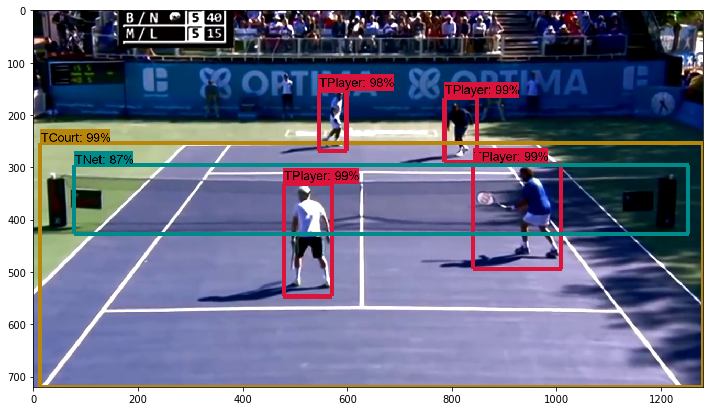 B / N 5 40
M / L 5 15
OPTIMA
OPTIMA
TPlayer: 98%
TPlayer: 99%
TCourt: 99%
TNet: 87%
TPlayer: 99%
TPlayer: 99%
0
100
200
300
400
500
600
700
0 200 400 600 800 1000 1200